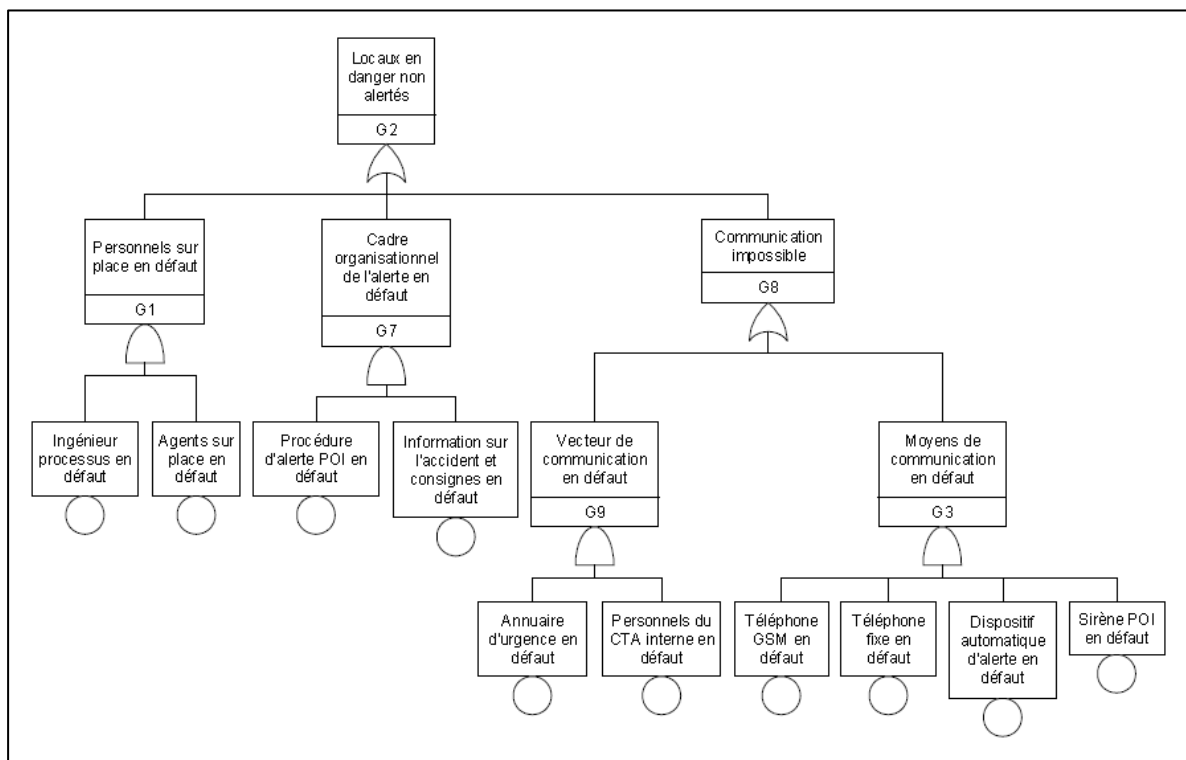 Locaux en
danger non
alertés
G2
Personnels sur
place en défaut
G1
Cadre
organisationnel
de l'alerte en
défaut
G7
Communication
impossible
G8
Ingénieur
processus en
défaut
Agents sur
place en
défaut
Procédure
d'alerte POI en
défaut
Information sur
l'accident et
consignes en
défaut
Vecteur de
communication
en défaut
G9
Moyens de
communication
en défaut
G3
Annuaire
d'urgence en
défaut
Personnels du
CTA interne en
défaut
Téléphone
GSM en
défaut
Téléphone
fixe en
défaut
Dispositif
automatique
d'alerte en
défaut
Sirène POI
en défaut